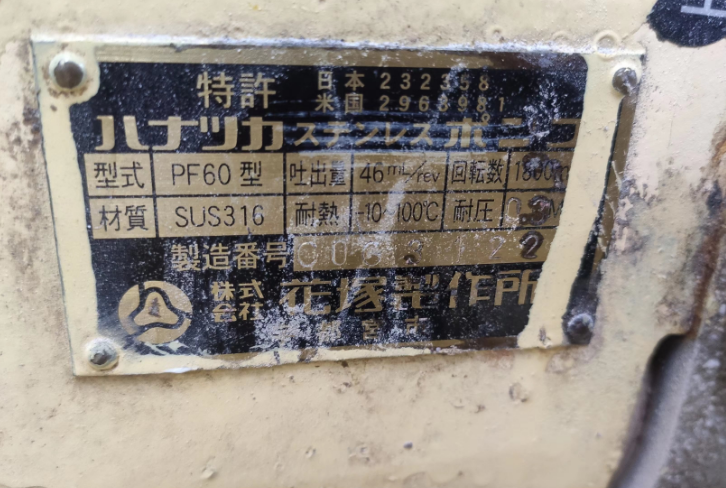 特許 日本 232358
米国 2963981
ハナツカ ステンレスポンプ
型式 PF60型 吐出量 46mL/rev 回転数
材質 SUS316 耐熱 -10~100℃ 耐圧
製造番号
株式会社 花塚製作所